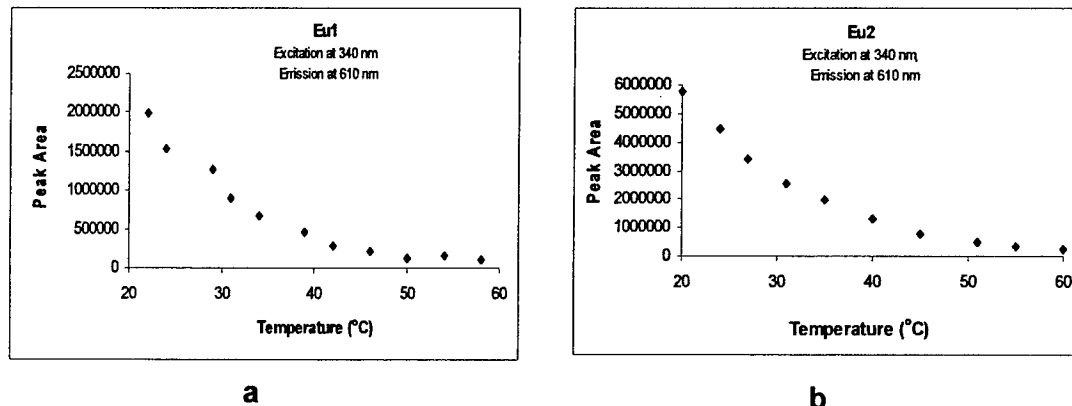 Eu1
Excitation at 340 nm
Emission at 610 nm
2500000
2000000
1500000
1000000
500000
0
Peak Area
20 30 40 50 60
Temperature (°C)
a
Eu2
Excitation at 340 nm,
Emission at 610 nm
6000000
5000000
4000000
3000000
2000000
1000000
0
Peak Area
20 30 40 50 60
Temperature (°C)
b